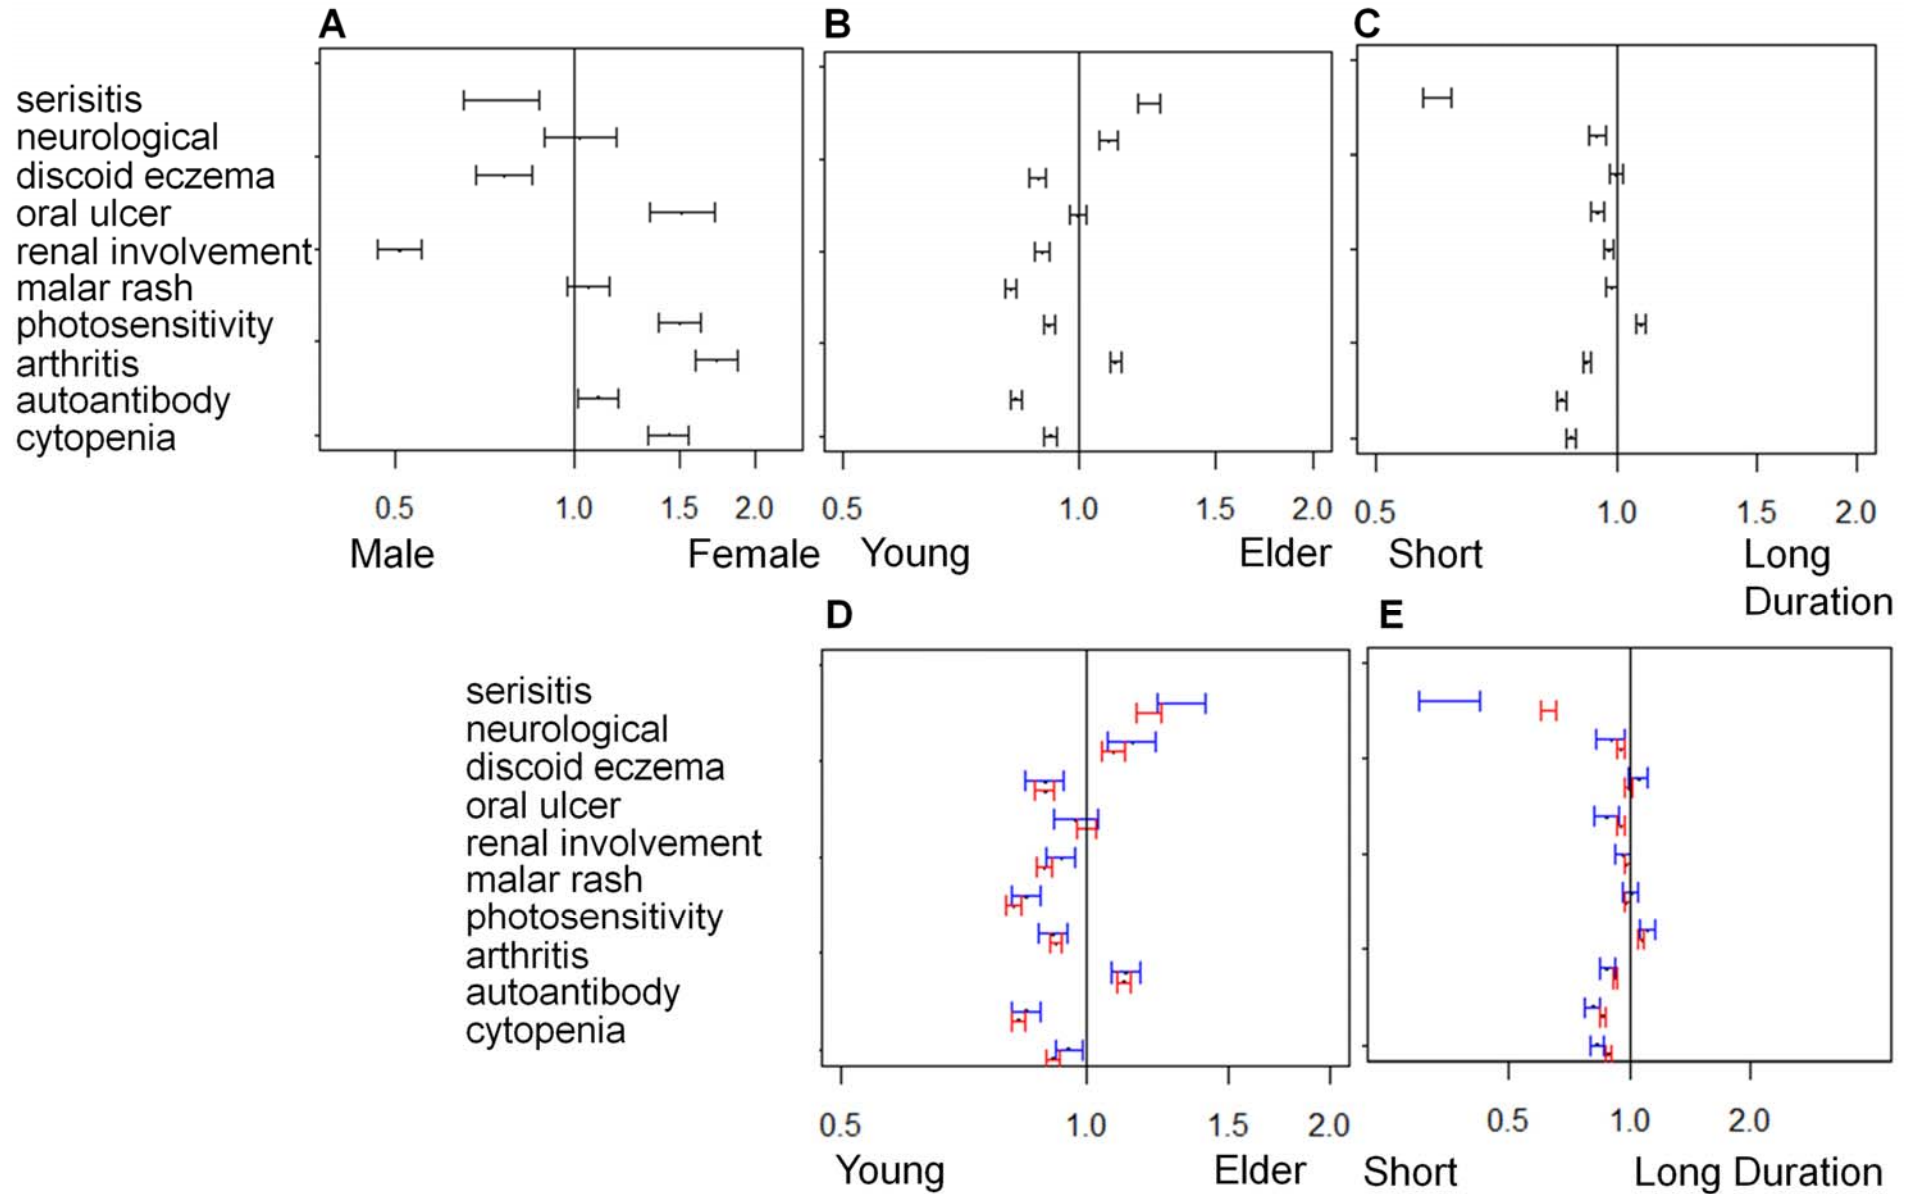 A B C
serisitis
neurological
discoid eczema
oral ulcer
renal involvement
malar rash
photosensitivity
arthritis
autoantibody
cytopenia
0.5 1.0 1.5 2.0 0.5 1.0 1.5 2.0 0.5 1.0 1.5 2.0
Male Female Young Elder Short Long
Duration
D E
serisitis
neurological
discoid eczema
oral ulcer
renal involvement
malar rash
photosensitivity
arthritis
autoantibody
cytopenia
0.5 1.0 1.5 2.0 0.5 1.0 2.0
Young Elder Short Long Duration